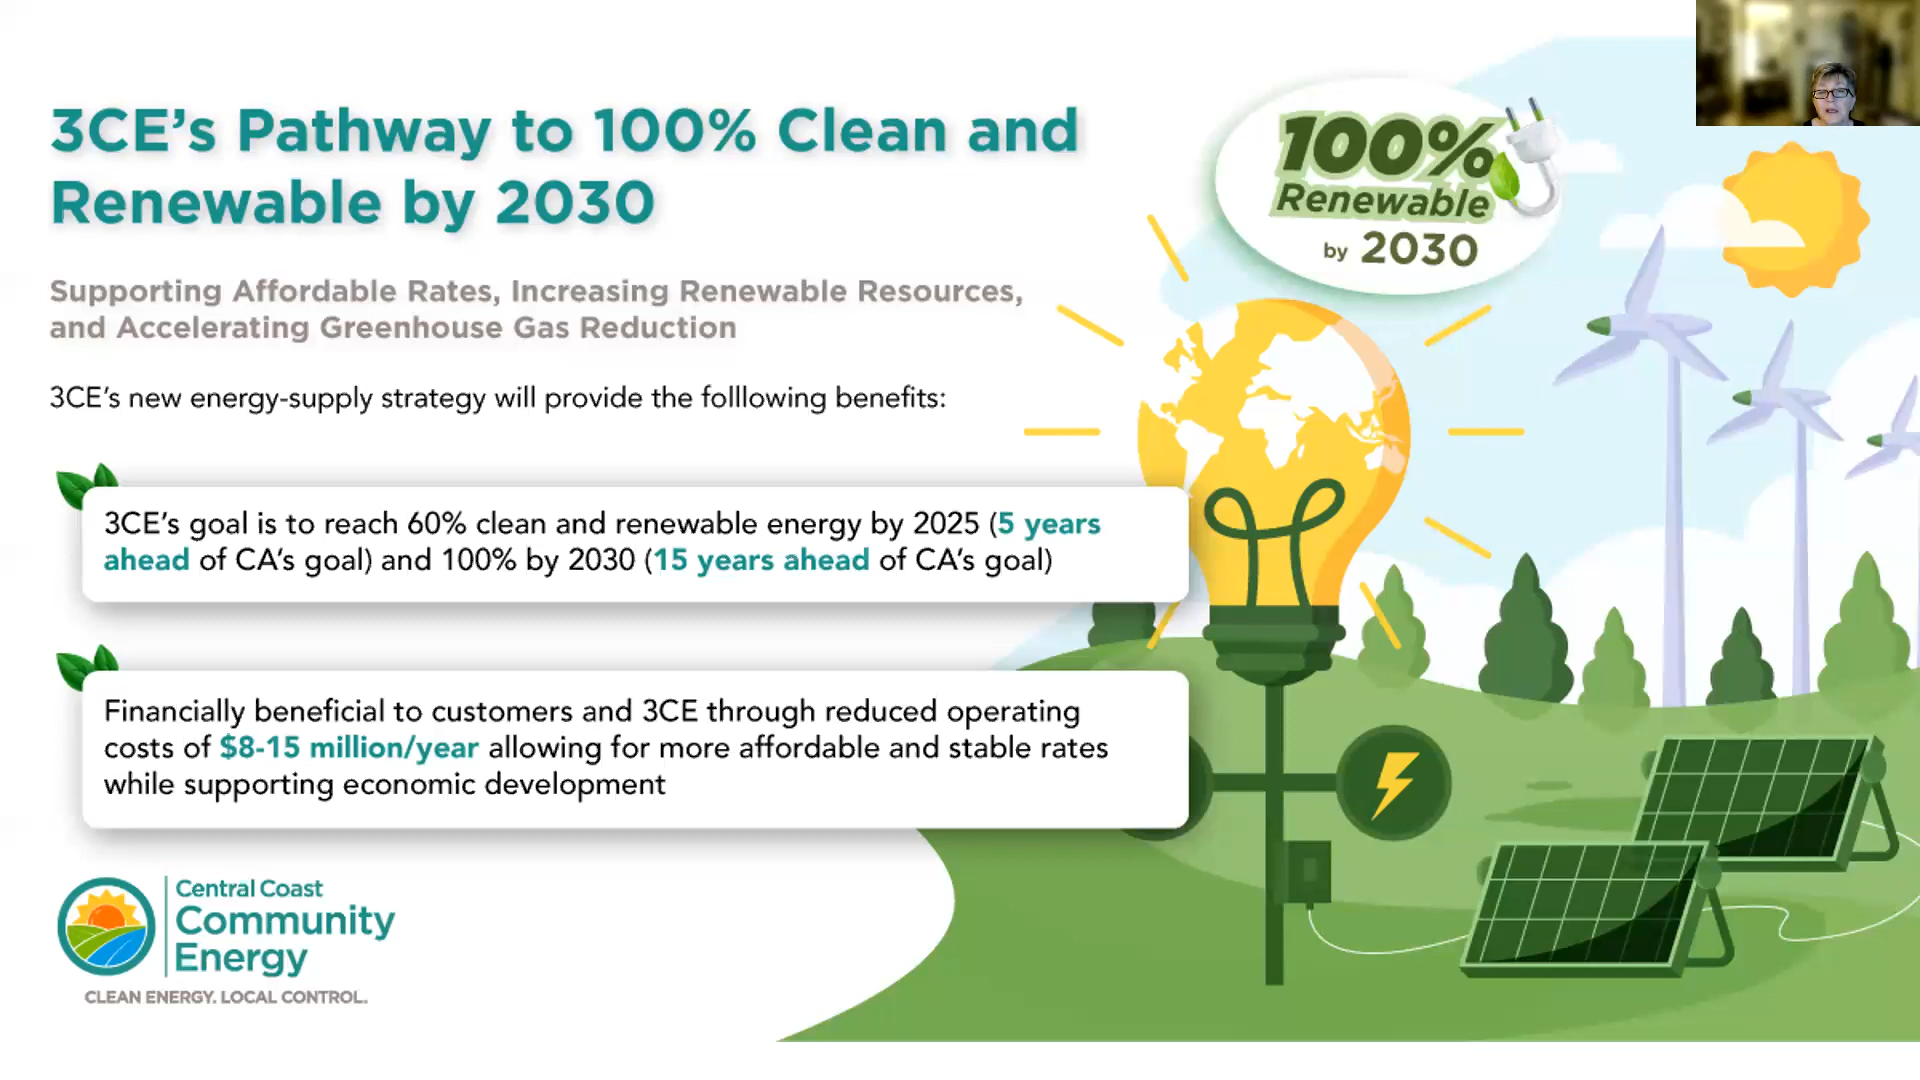 3CE’s Pathway to 100% Clean and
Renewable by 2030
Supporting Affordable Rates, Increasing Renewable Resources,
and Accelerating Greenhouse Gas Reduction
3CE’s new energy-supply strategy will provide the folllowing benefits:
3CE’s goal is to reach 60% clean and renewable energy by 2025 (5 years
ahead of CA’s goal) and 100% by 2030 (15 years ahead of CA’s goal)
Financially beneficial to customers and 3CE through reduced operating
costs of $8-15 million/year allowing for more affordable and stable rates
while supporting economic development
100%
Renewable
by 2030
Central Coast
Community
Energy
CLEAN ENERGY. LOCAL CONTROL.